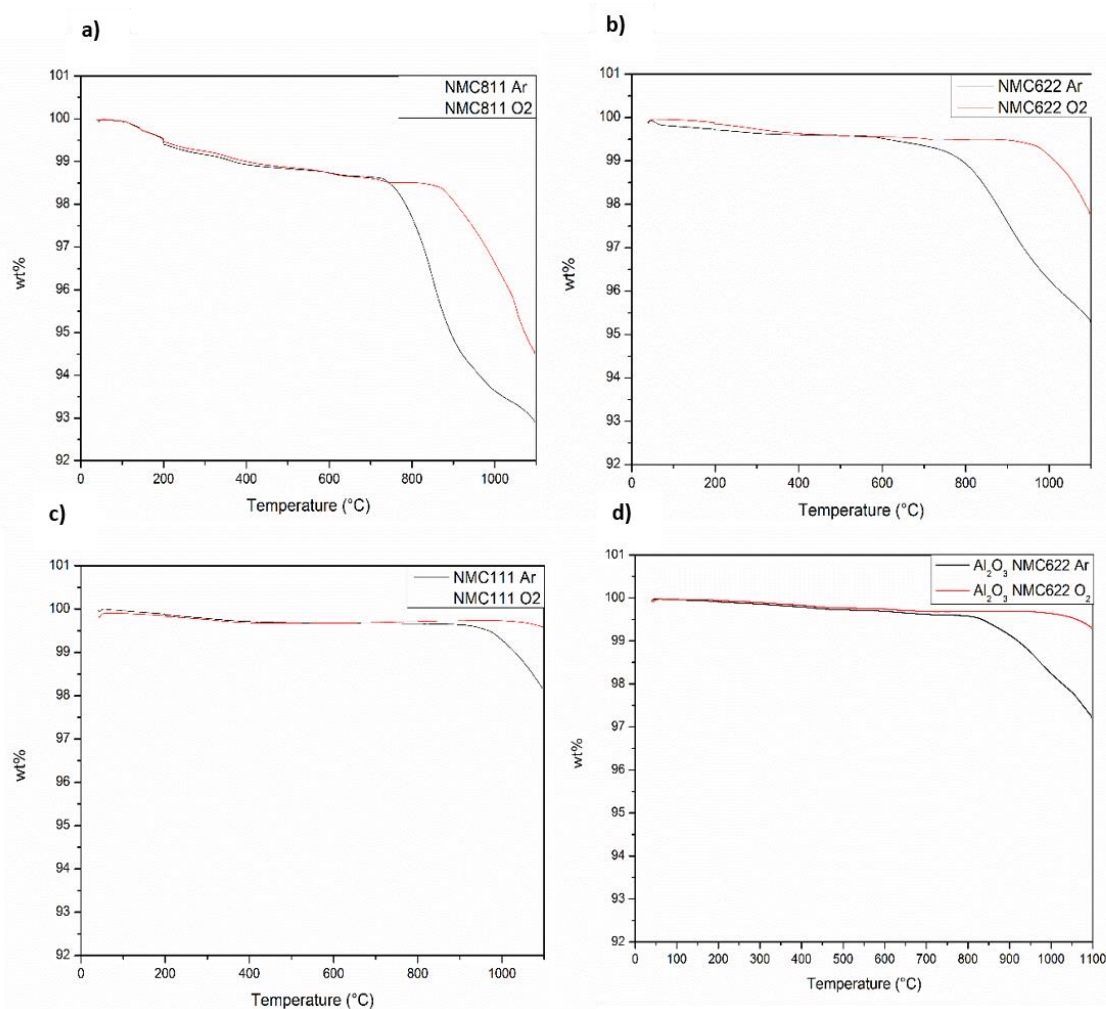 a)
101
100
99
98
97
96
95
94
93
92
wt%
0 200 400 600 800 1000
Temperature (°C)
NMC811 Ar
NMC811 O2
b)
101
100
99
98
97
96
95
94
93
92
wt%
0 200 400 600 800 1000
Temperature (°C)
NMC622 Ar
NMC622 O2
c)
101
100
99
98
97
96
95
94
93
92
wt%
0 200 400 600 800 1000
Temperature (°C)
NMC111 Ar
NMC111 O2
d)
101
100
99
98
97
96
95
94
93
92
wt%
0 100 200 300 400 500 600 700 800 900 1000 1100
Temperature (°C)
Al₂O₃ NMC622 Ar
Al₂O₃ NMC622 O₂